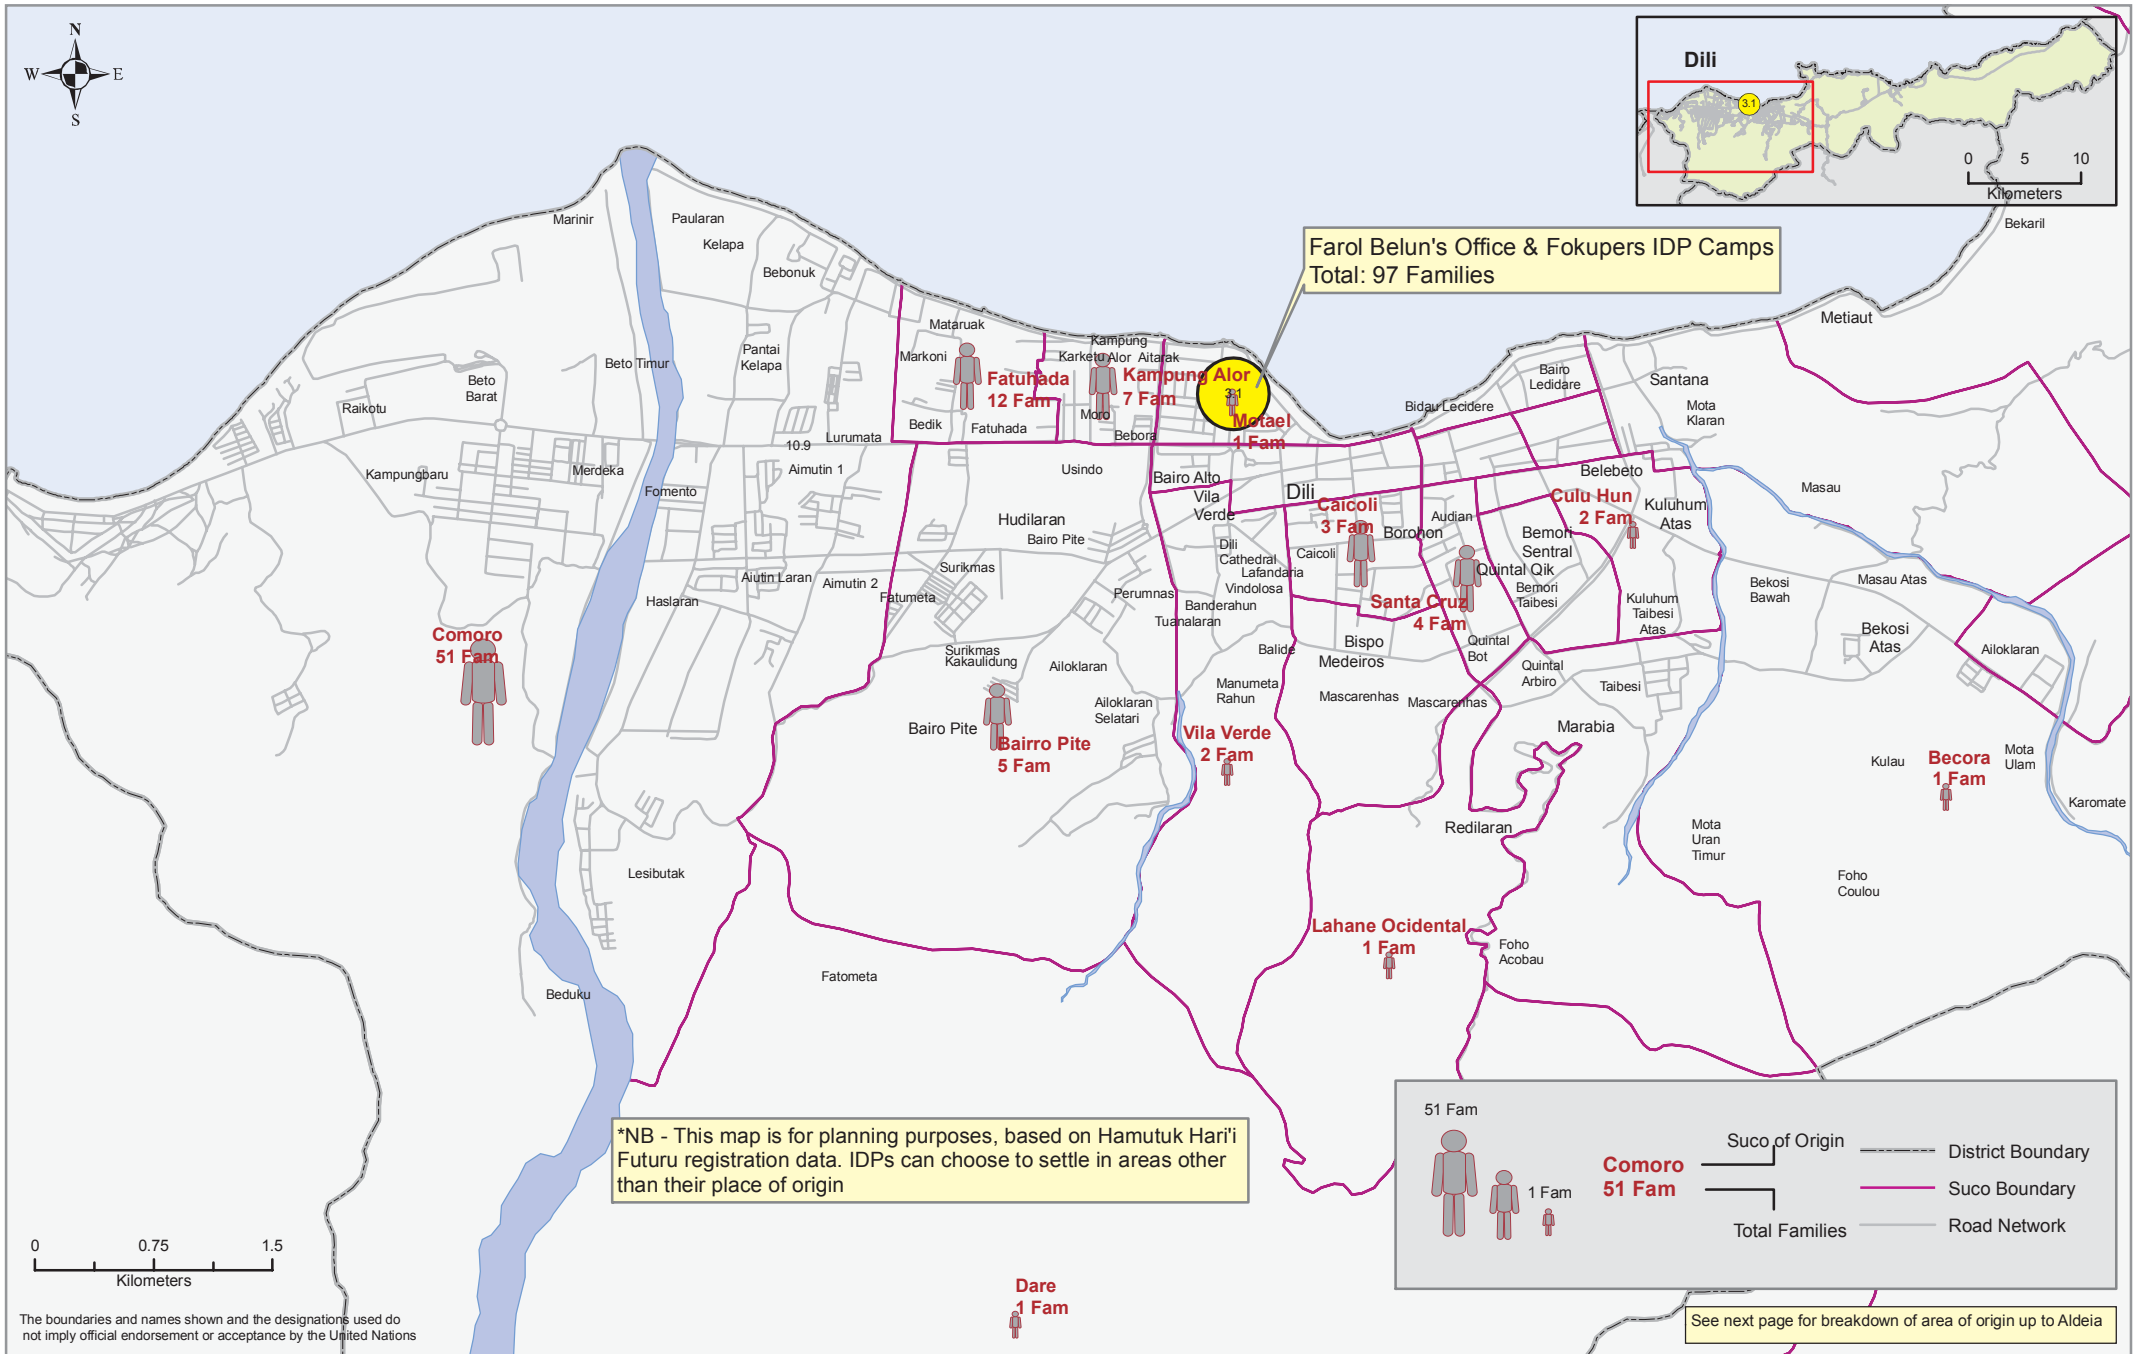 N
W
E
S
Dili
3.1
0 5 10
Kilometers
Bekaril
Farol Belun's Office & Fokupers IDP Camps
Total: 97 Families
Marinir
Paularan
Kelapa
Bebonuk
Metiaut
Mataruak
Markoni
Kampung
Karketu
Alor
Aitarak
Beto Timur
Pantai
Kelapa
Beto
Barat
Raikotu
Fatuhada
12 Fam
Kampung Alor
7 Fam
3.1
Motael
1 Fam
Moro
Bedik
Fatuhada
Bebora
Lurumata
10.9
Bairo
Ledidare
Bidau Lecidere
Santana
Mota
Klaran
Kampungbaru
Merdeka
Fomento
Aimutin 1
Usindo
Bairo Alto
Vila
Verde
Dili
Belebeto
Masau
Culu Hun
2 Fam
Kuluhum
Atas
Caicoli
3 Fam
Audian
Borohon
Bemori
Sentral
Hudilaran
Bairo Pite
Dili
Cathedral
Lafandaria
Vindolosa
Caicoli
Quintal Qik
Bemori
Taibesi
Surikmas
Aiutin Laran
Aimutin 2
Fatumeta
Haslaran
Perumnas
Banderahun
Tuanalaran
Santa Cruz
4 Fam
Kuluhum
Taibesi
Atas
Bekosi
Bawah
Masau Atas
Bekosi
Atas
Ailoklaran
Comoro
51 Fam
Surikmas
Kakaulidung
Ailoklaran
Balide
Bispo
Medeiros
Quintal
Bot
Quintal
Arbiro
Taibesi
Manumeta
Rahun
Mascarenhas
Mascarenhas
Ailoklaran
Selatari
Bairo Pite
Bairro Pite
5 Fam
Vila Verde
2 Fam
Marabia
Kulau
Becora
1 Fam
Mota
Ulam
Karomate
Redilaran
Mota
Uran
Timur
Foho
Coulou
Lesibutak
Lahane Ocidental
1 Fam
Foho
Acobau
Fatometa
Beduku
*NB - This map is for planning purposes, based on Hamutuk Hari'i
Futuru registration data. IDPs can choose to settle in areas other
than their place of origin
51 Fam
1 Fam
Comoro
51 Fam
Suco of Origin
Total Families
District Boundary
Suco Boundary
Road Network
0 0.75 1.5
Kilometers
Dare
1 Fam
The boundaries and names shown and the designations used do
not imply official endorsement or acceptance by the United Nations
See next page for breakdown of area of origin up to Aldeia